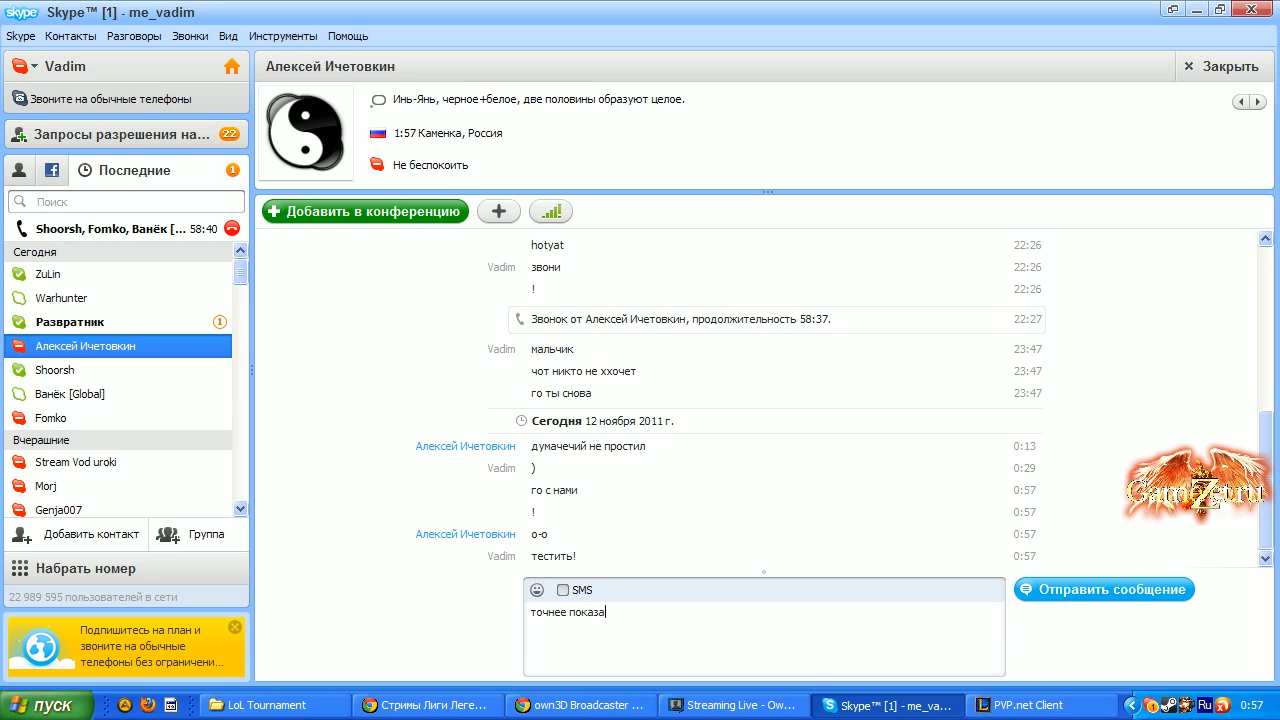 Skype™ [1] - me_vadim
Skype Контакты Разговоры Звонки Вид Инструменты Помощь
Vadim
Звоните на обычные телефоны
Запросы разрешения на... 22
Последние 1
Поиск
Shoorsh, Fomko, Ванёк [... 58:40
Сегодня
ZuLin
Warhunter
Развратник 1
Алексей Ичетовкин
Shoorsh
Ванёк [Global]
Fomko
Вчерашние
Stream Vod uroki
Morj
Genja007
Добавить контакт Группа
Набрать номер
22 989 595 пользователей в сети
Подпишитесь на план и
звоните на обычные
телефоны без ограничени...
Алексей Ичетовкин Закрыть
Инь-Янь, черное+белое, две половины образуют целое.
1:57 Каменка, Россия
Не беспокоить
Добавить в конференцию
hotyat 22:26
Vadim звони 22:26
! 22:26
Звонок от Алексей Ичетовкин, продолжительность 58:37. 22:27
Vadim мальчик 23:47
чот никто не ххочет 23:47
го ты снова 23:47
Сегодня 12 ноября 2011 г.
Алексей Ичетовкин думачечий не простил 0:13
Vadim ) 0:29
го с нами 0:57
! 0:57
Алексей Ичетовкин о-о 0:57
Vadim тестить! 0:57
GameZet.ru
SMS
точнее показа
Отправить сообщение
пуск LoL Tournament Стримы Лиги Леге... own3D Broadcaster ... Streaming Live - Ow... Skype™ [1] - me_va... PVP.net Client Ru 0:57